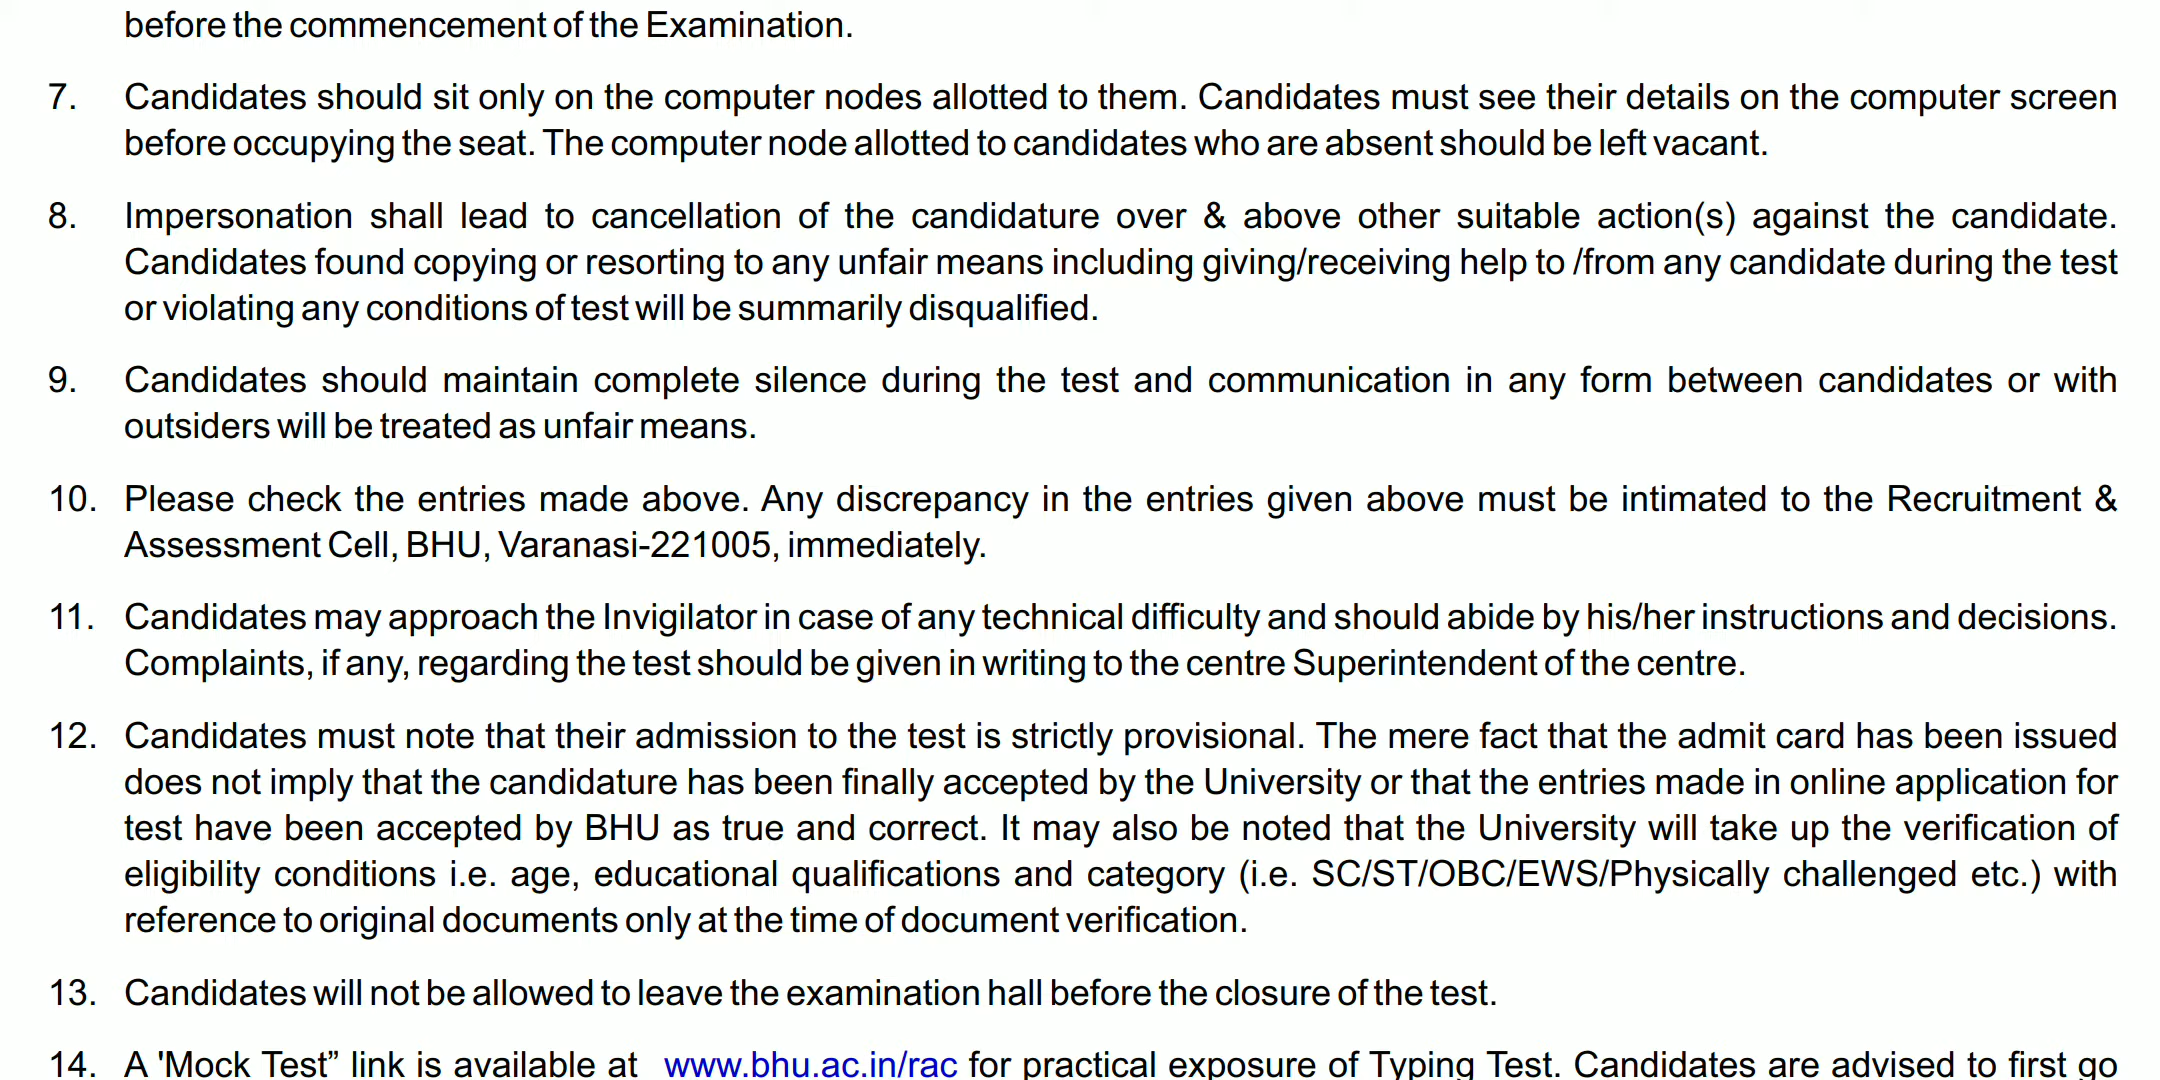 before the commencement of the Examination.
7. Candidates should sit only on the computer nodes allotted to them. Candidates must see their details on the computer screen
before occupying the seat. The computer node allotted to candidates who are absent should be left vacant.
8. Impersonation shall lead to cancellation of the candidature over & above other suitable action(s) against the candidate.
Candidates found copying or resorting to any unfair means including giving/receiving help to /from any candidate during the test
or violating any conditions of test will be summarily disqualified.
9. Candidates should maintain complete silence during the test and communication in any form between candidates or with
outsiders will be treated as unfair means.
10. Please check the entries made above. Any discrepancy in the entries given above must be intimated to the Recruitment &
Assessment Cell, BHU, Varanasi-221005, immediately.
11. Candidates may approach the Invigilator in case of any technical difficulty and should abide by his/her instructions and decisions.
Complaints, if any, regarding the test should be given in writing to the centre Superintendent of the centre.
12. Candidates must note that their admission to the test is strictly provisional. The mere fact that the admit card has been issued
does not imply that the candidature has been finally accepted by the University or that the entries made in online application for
test have been accepted by BHU as true and correct. It may also be noted that the University will take up the verification of
eligibility conditions i.e. age, educational qualifications and category (i.e. SC/ST/OBC/EWS/Physically challenged etc.) with
reference to original documents only at the time of document verification.
13. Candidates will not be allowed to leave the examination hall before the closure of the test.
14. A 'Mock Test” link is available at www.bhu.ac.in/rac for practical exposure of Typing Test. Candidates are advised to first go